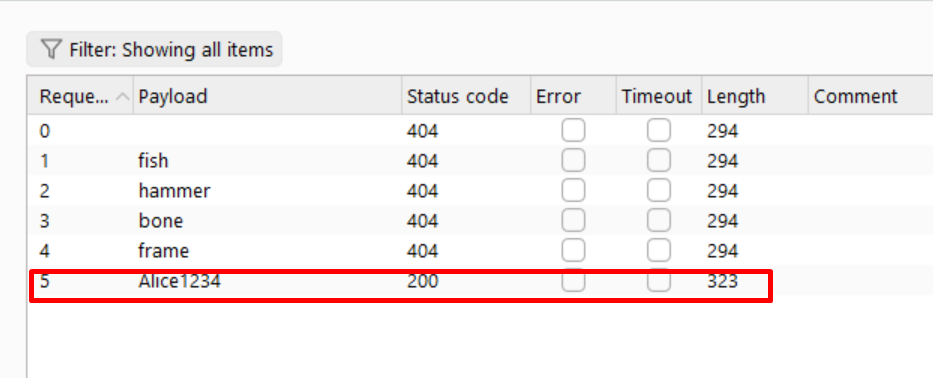 Filter: Showing all items
Reque... Payload Status code Error Timeout Length Comment
0 404 294
1 fish 404 294
2 hammer 404 294
3 bone 404 294
4 frame 404 294
5 Alice1234 200 323